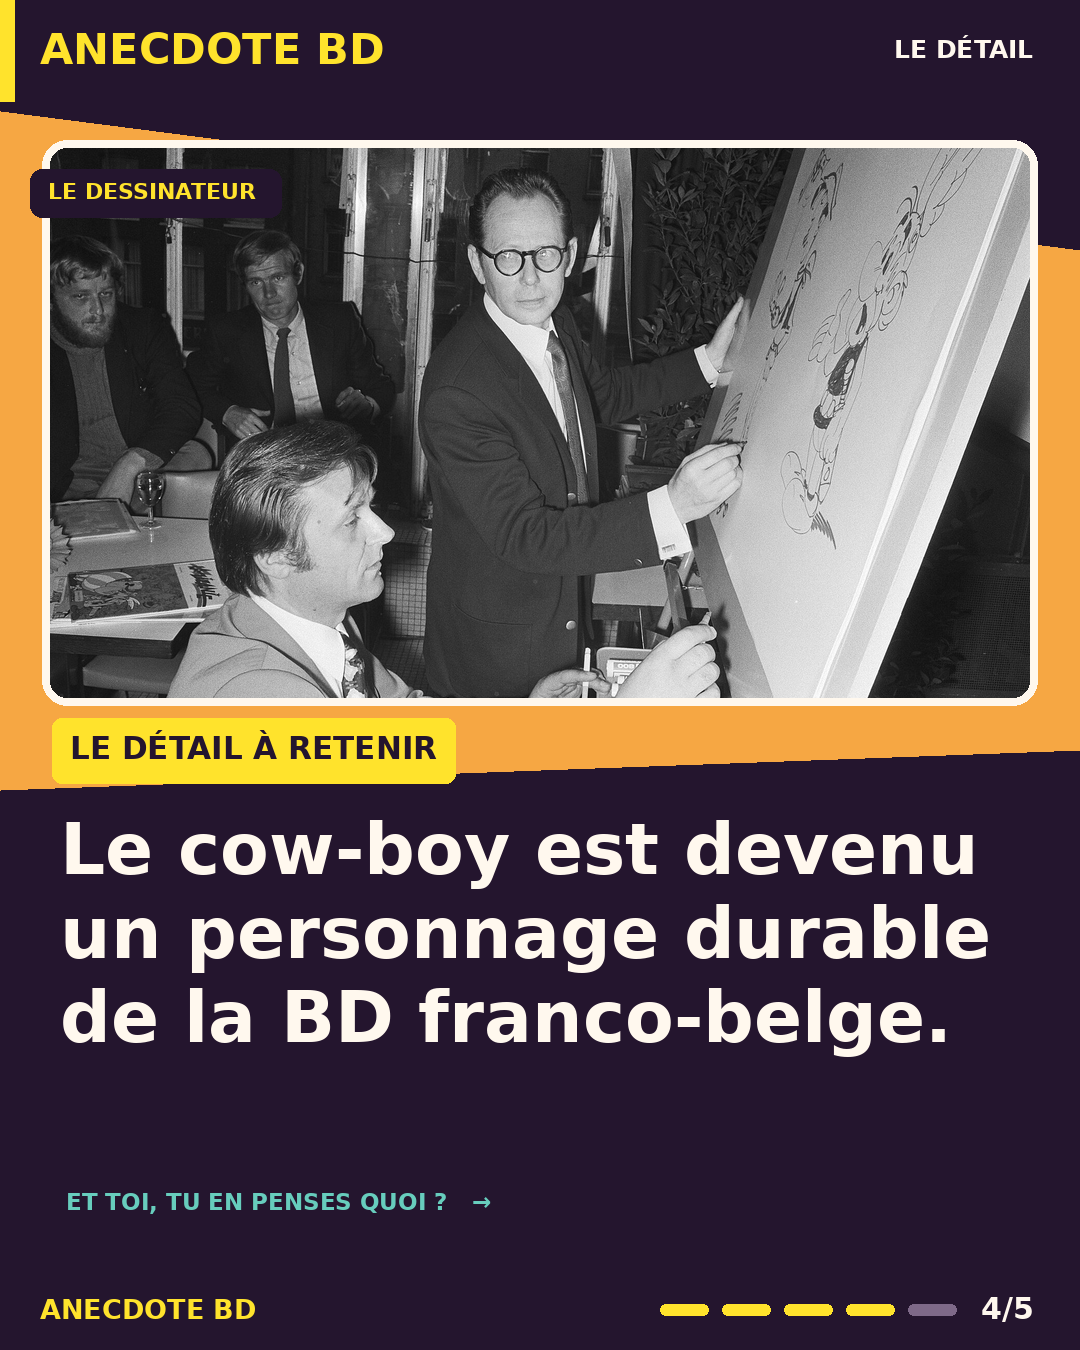 ANECDOTE BD
LE DÉTAIL
LE DESSINATEUR
LE DÉTAIL À RETENIR
Le cow-boy est devenu
un personnage durable
de la BD franco-belge.
ET TOI, TU EN PENSES QUOI ? →
ANECDOTE BD
4/5